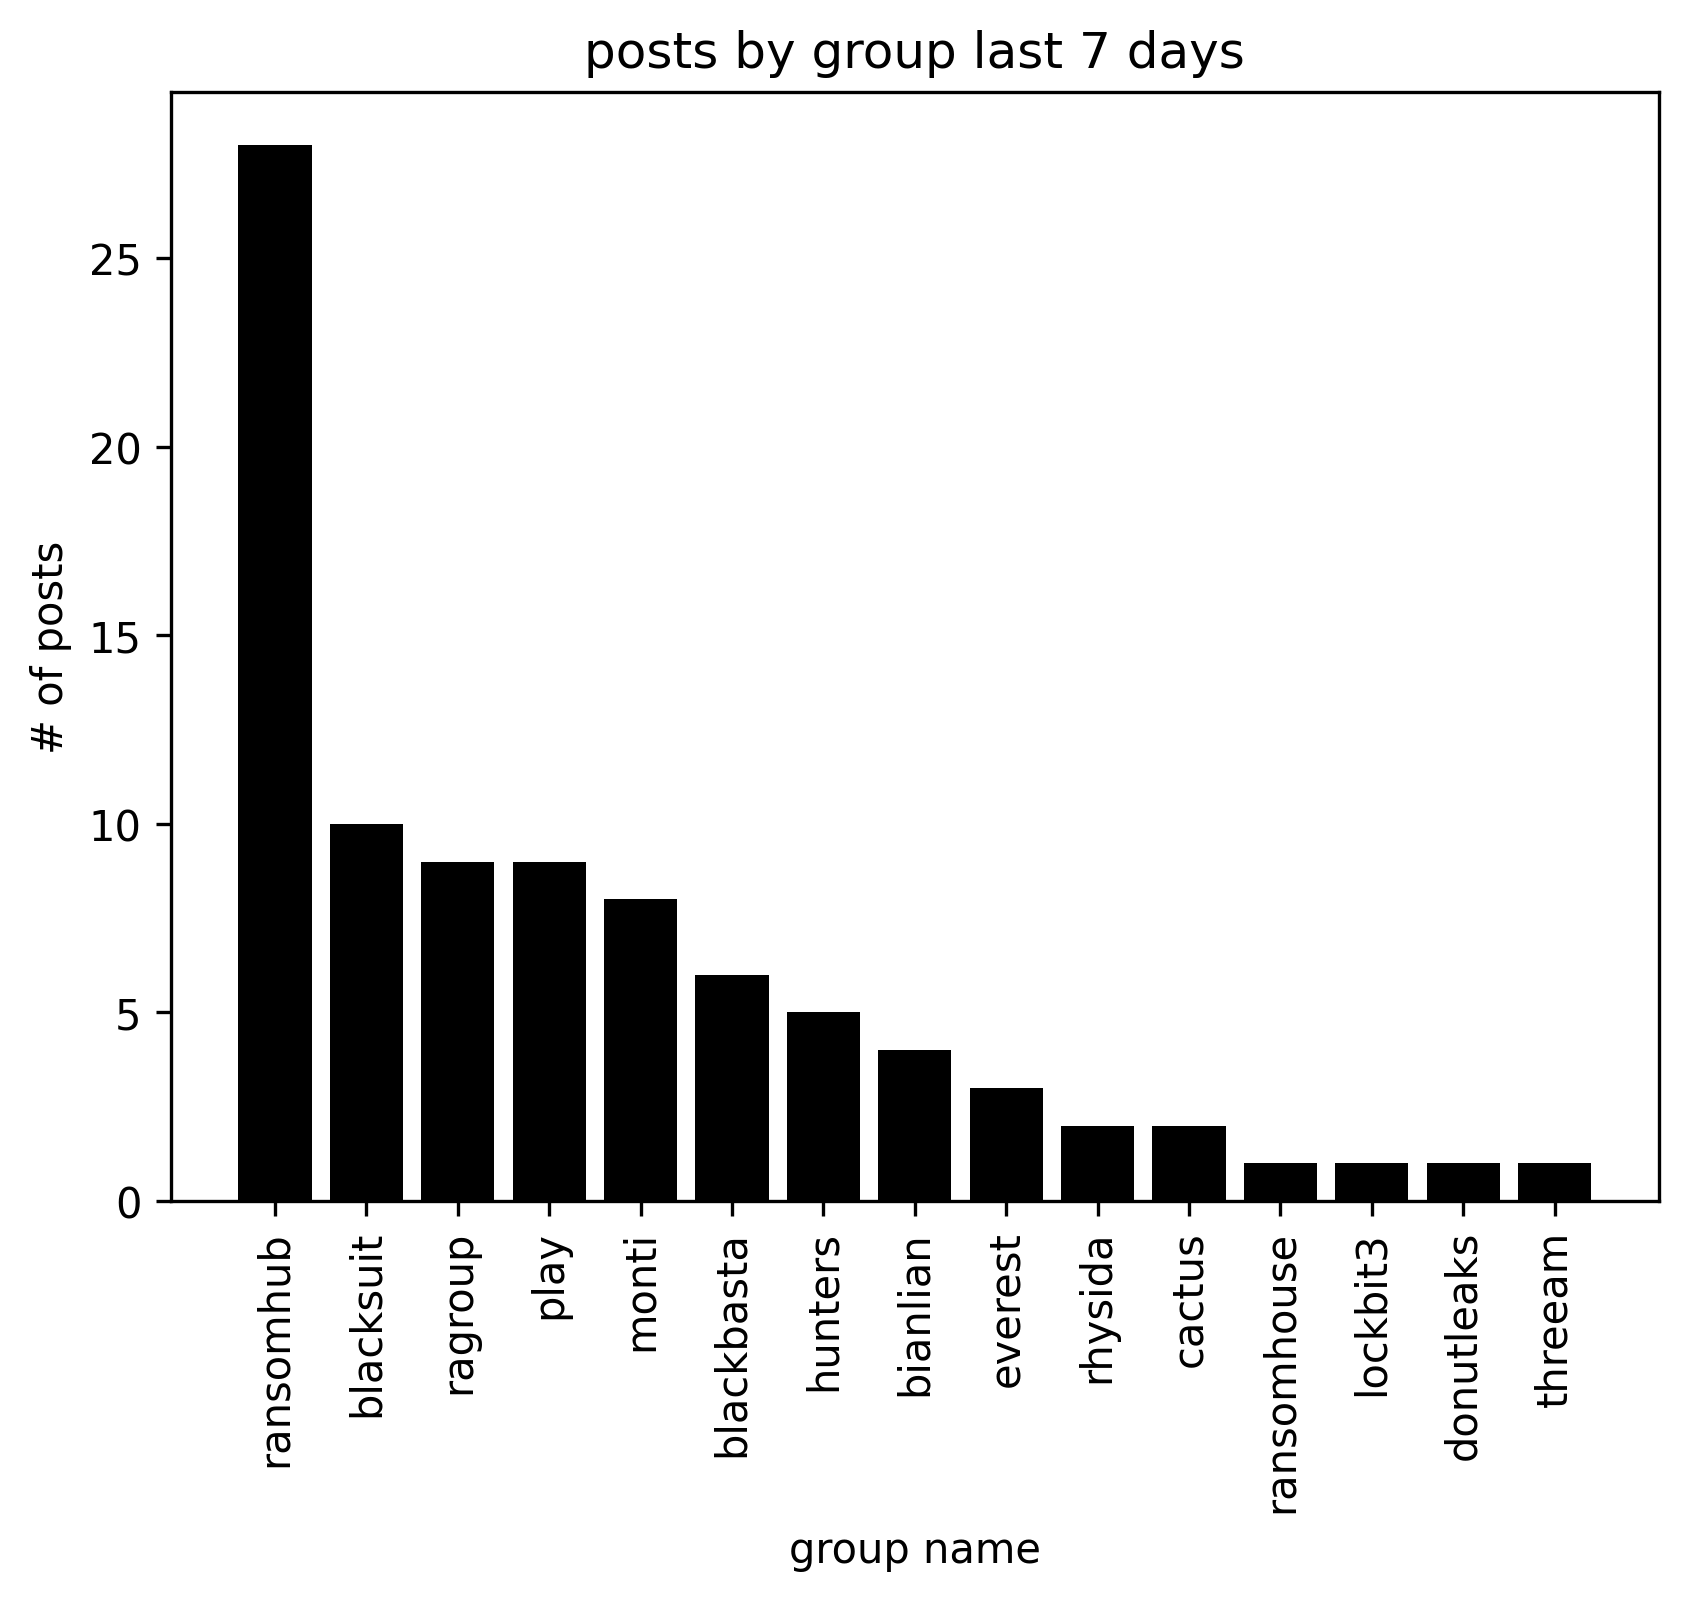 posts by group last 7 days
# of posts
25
20
15
10
5
0
ransomhub
blacksuit
ragroup
play
monti
blackbasta
hunters
bianlian
everest
rhysida
cactus
ransomhouse
lockbit3
donutleaks
threeam
group name